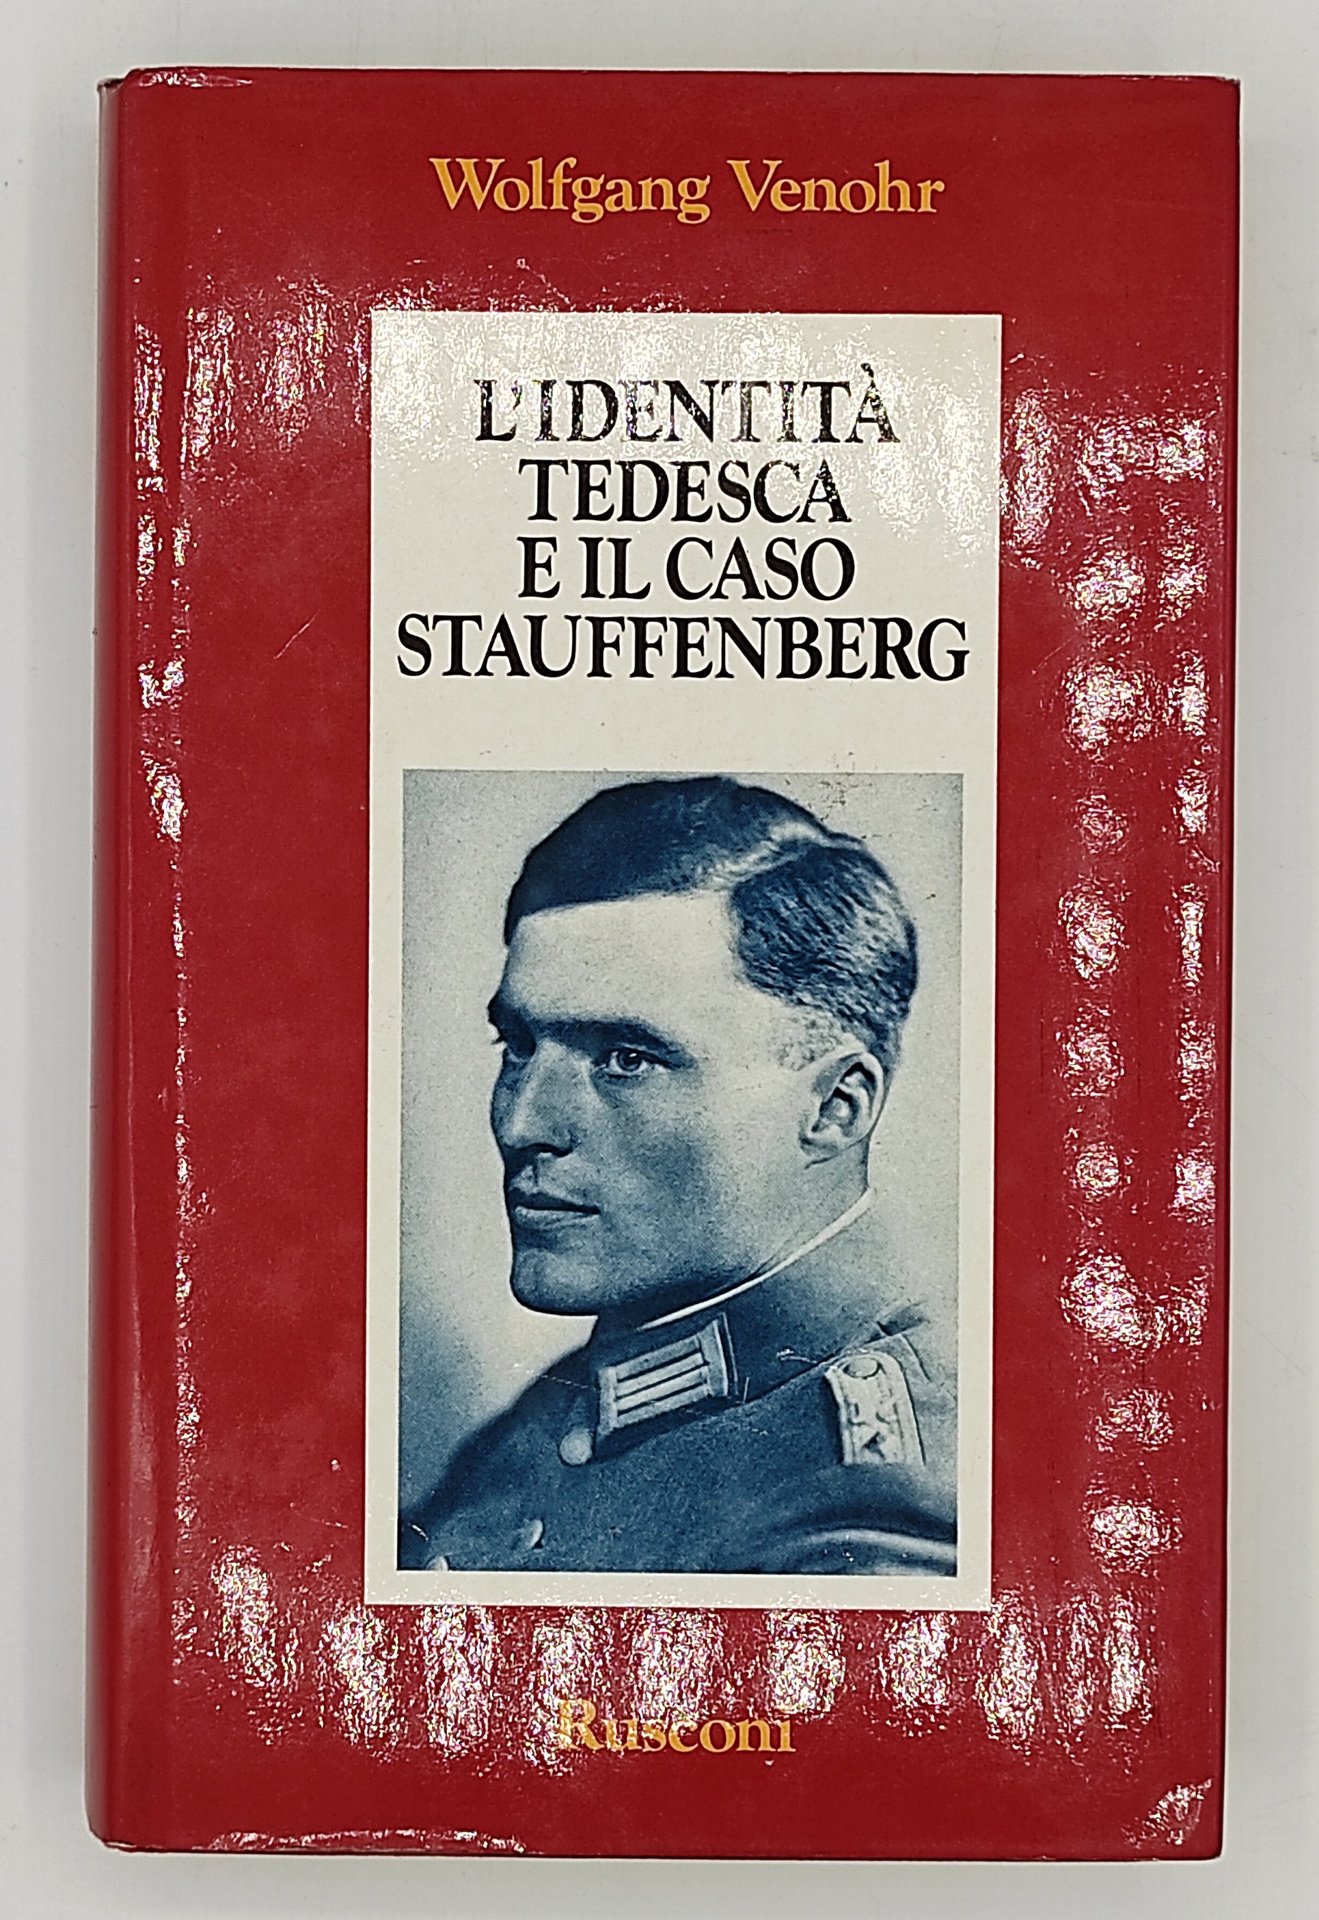 Wolfgang Venohr
L'IDENTITÀ
TEDESCA
E IL CASO
STAUFFENBERG
Rusconi